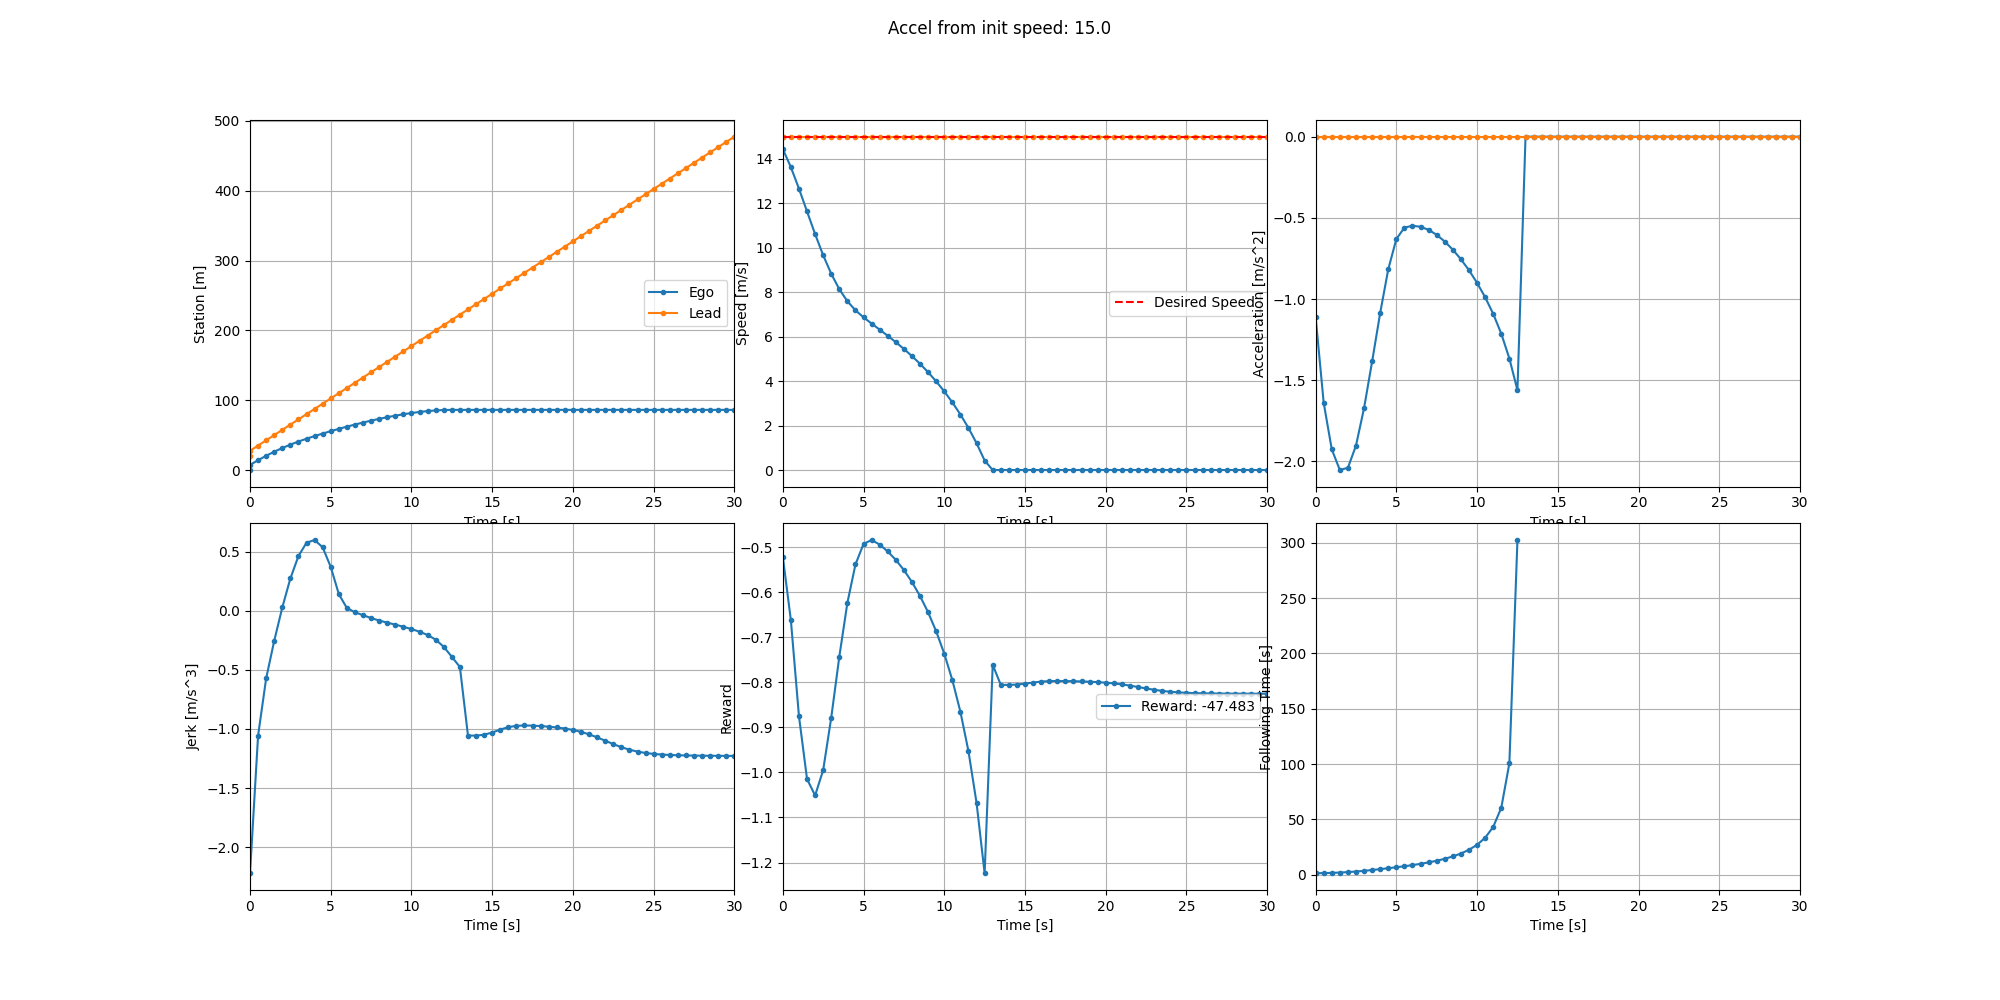 Accel from init speed: 15.0
Station [m]
500
400
300
200
100
0
0 5 10 15 20 25 30
Time [s]
Ego
Lead
Speed [m/s]
14
12
10
8
6
4
2
0
0 5 10 15 20 25 30
Time [s]
Desired Speed
Acceleration [m/s^2]
0.0
−0.5
−1.0
−1.5
−2.0
0 5 10 15 20 25 30
Time [s]
Jerk [m/s^3]
0.5
0.0
−0.5
−1.0
−1.5
−2.0
0 5 10 15 20 25 30
Time [s]
Reward
−0.5
−0.6
−0.7
−0.8
−0.9
−1.0
−1.1
−1.2
0 5 10 15 20 25 30
Time [s]
Reward: -47.483
Following Time [s]
300
250
200
150
100
50
0
0 5 10 15 20 25 30
Time [s]